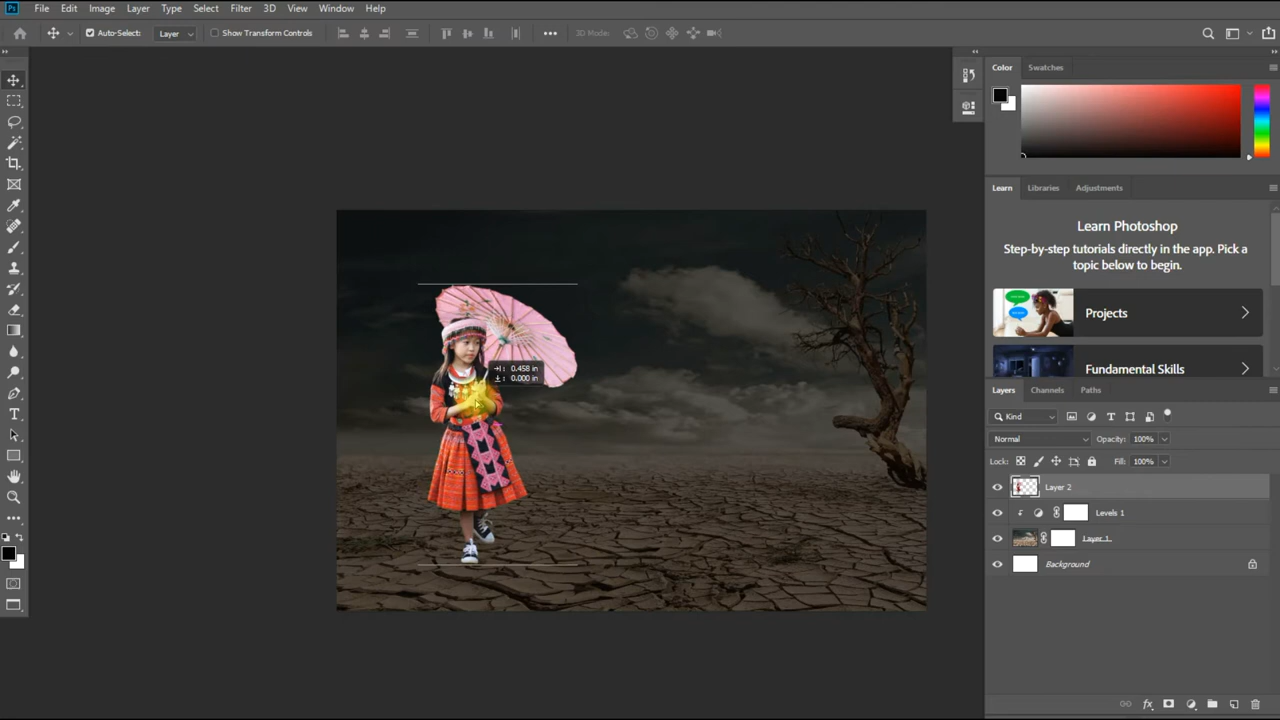 Ps File Edit Image Layer Type Select Filter 3D View Window Help
Auto-Select: Layer Show Transform Controls 3D Mode:
Color Swatches
Learn Libraries Adjustments
Learn Photoshop
Step-by-step tutorials directly in the app. Pick a
topic below to begin.
Projects
Fundamental Skills
0.458 in
0.000 in
Layers Channels Paths
Kind
Normal Opacity: 100%
Lock: Fill: 100%
Layer 2
Levels 1
Layer 1
Background